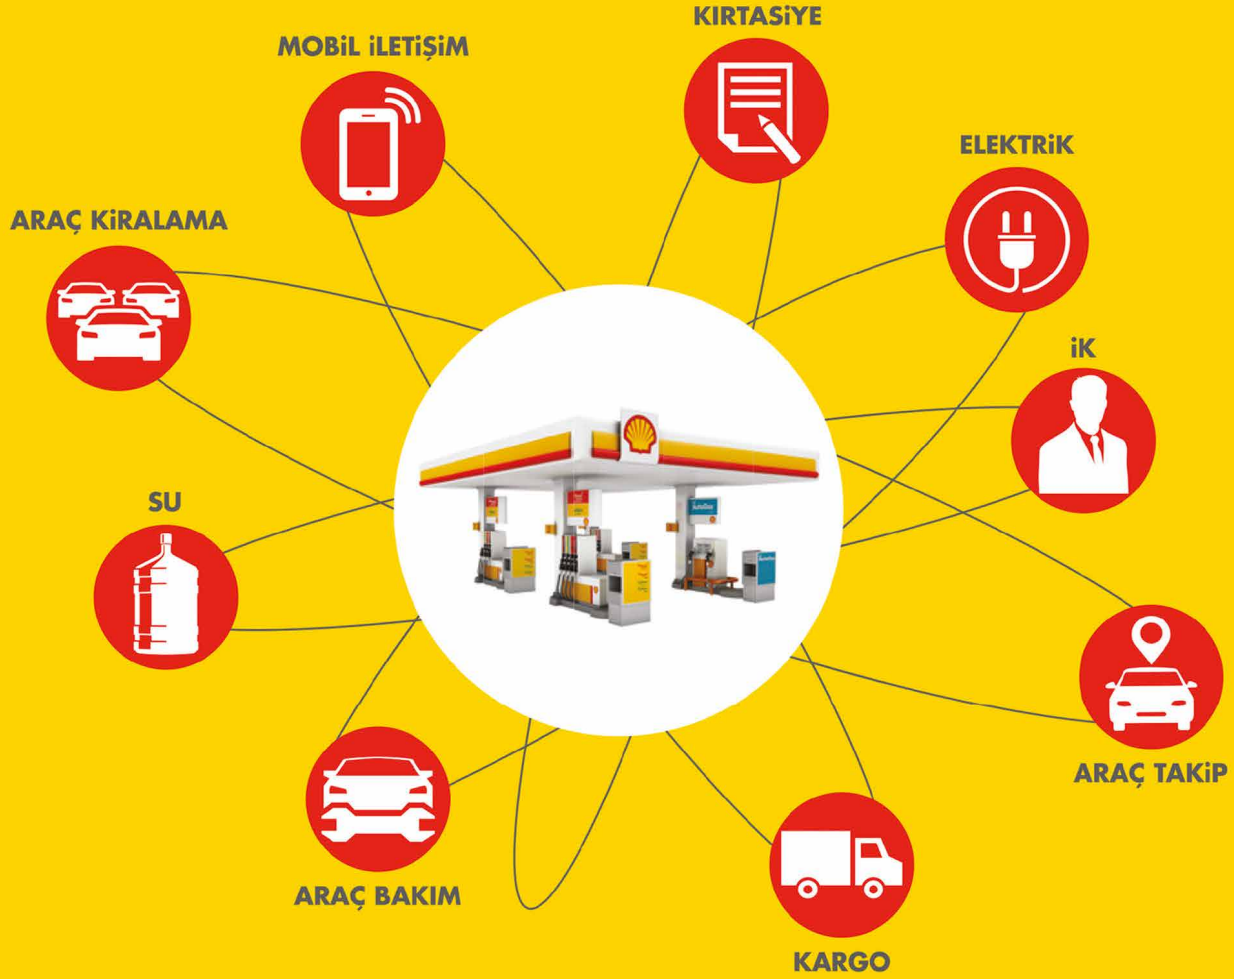 KIRTASİYE
MOBİL İLETİŞİM
ELEKTRİK
ARAÇ KİRALAMA
İK
SU
ARAÇ TAKİP
ARAÇ BAKIM
KARGO